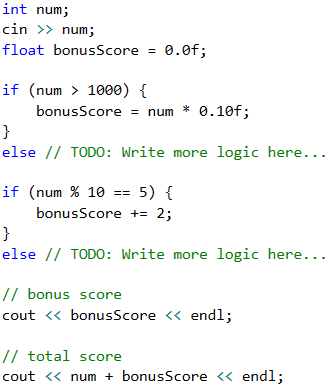 int num;
cin >> num;
float bonusScore = 0.0f;
if (num > 1000) {
    bonusScore = num * 0.10f;
}
else // TODO: Write more logic here...
if (num % 10 == 5) {
    bonusScore += 2;
}
else // TODO: Write more logic here...
// bonus score
cout << bonusScore << endl;
// total score
cout << num + bonusScore << endl;